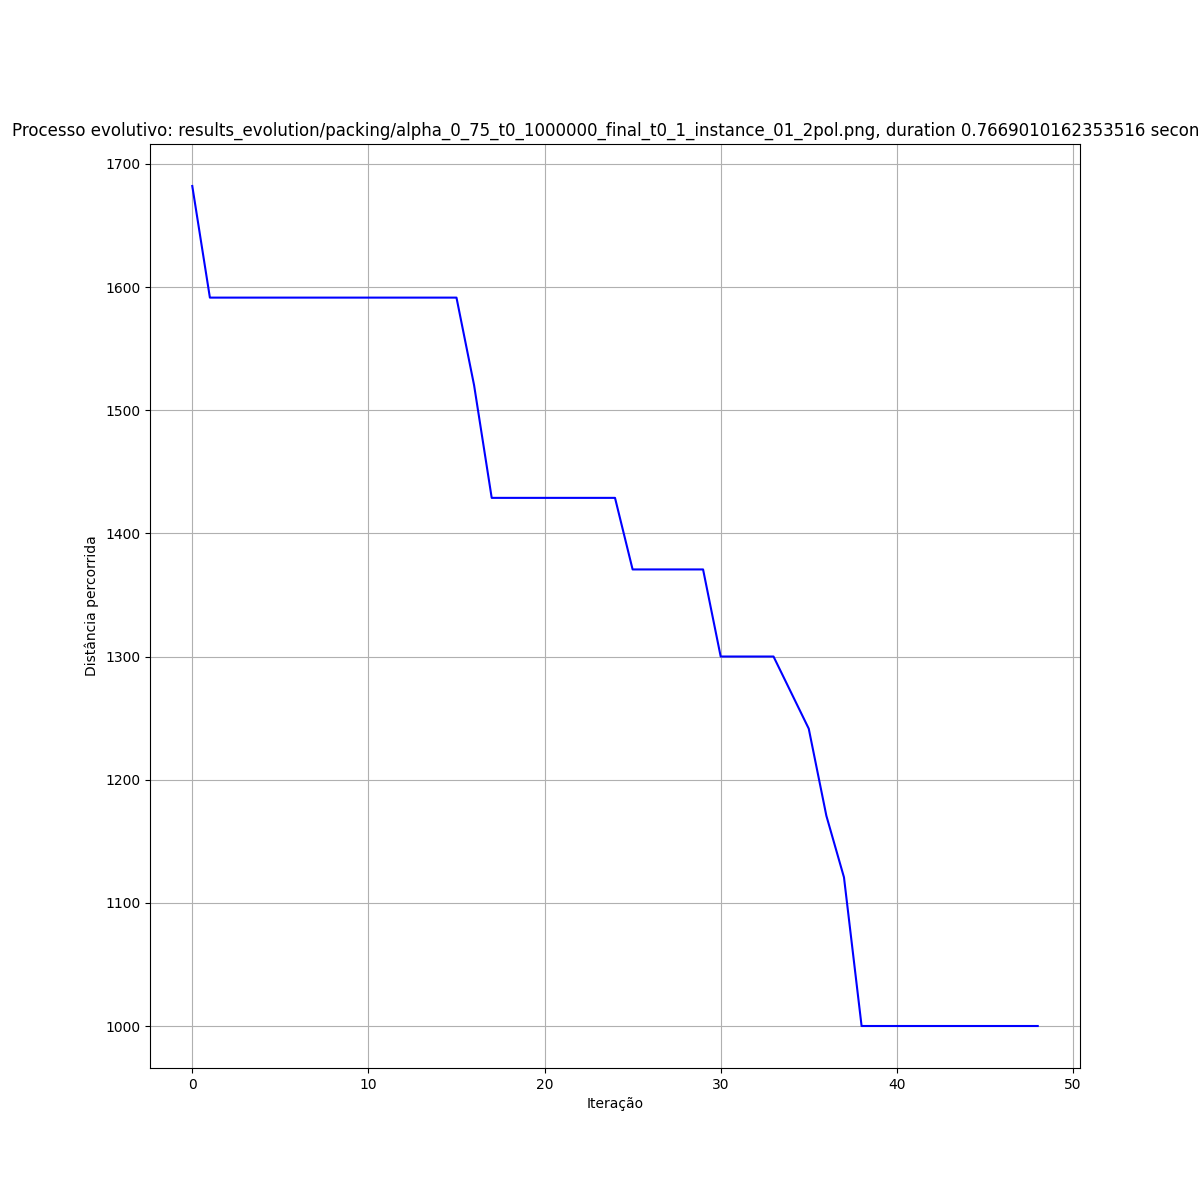 Processo evolutivo: results_evolution/packing/alpha_0_75_t0_1000000_final_t0_1_instance_01_2pol.png, duration 0.7669010162353516 secon
1700
1600
1500
1400
1300
1200
1100
1000
Distância percorrida
0 10 20 30 40 50
Iteração